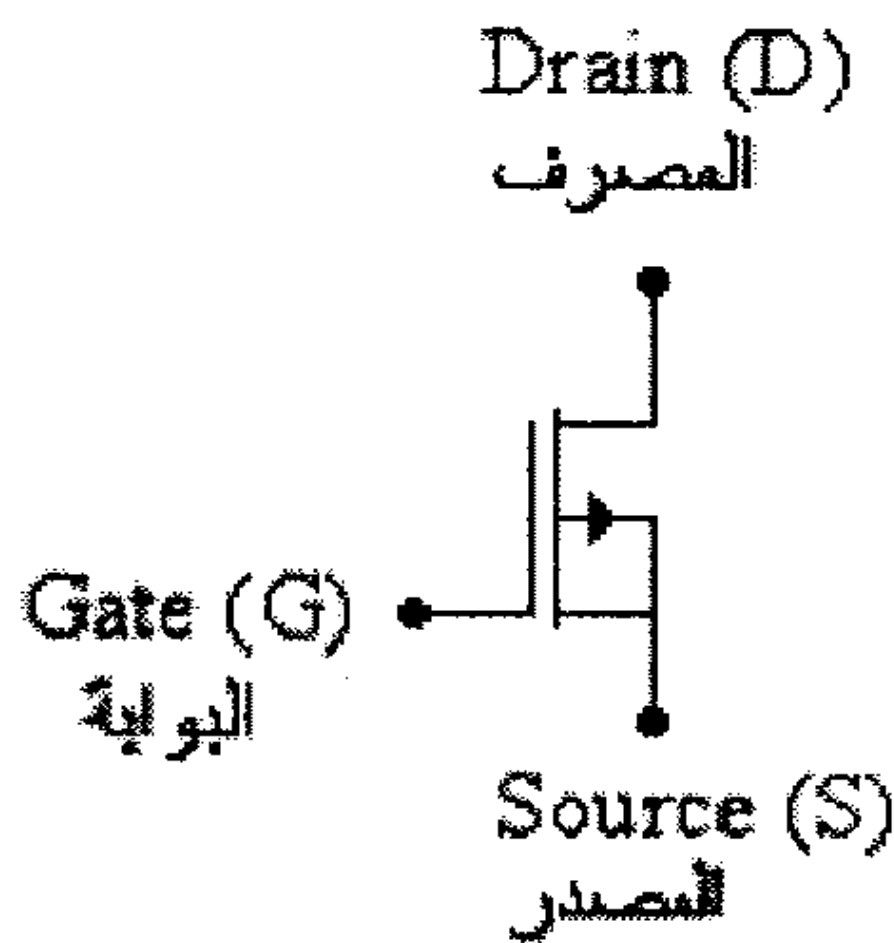 Drain (D)
المصرف
Gate (G)
البوابة
Source (S)
المصدر